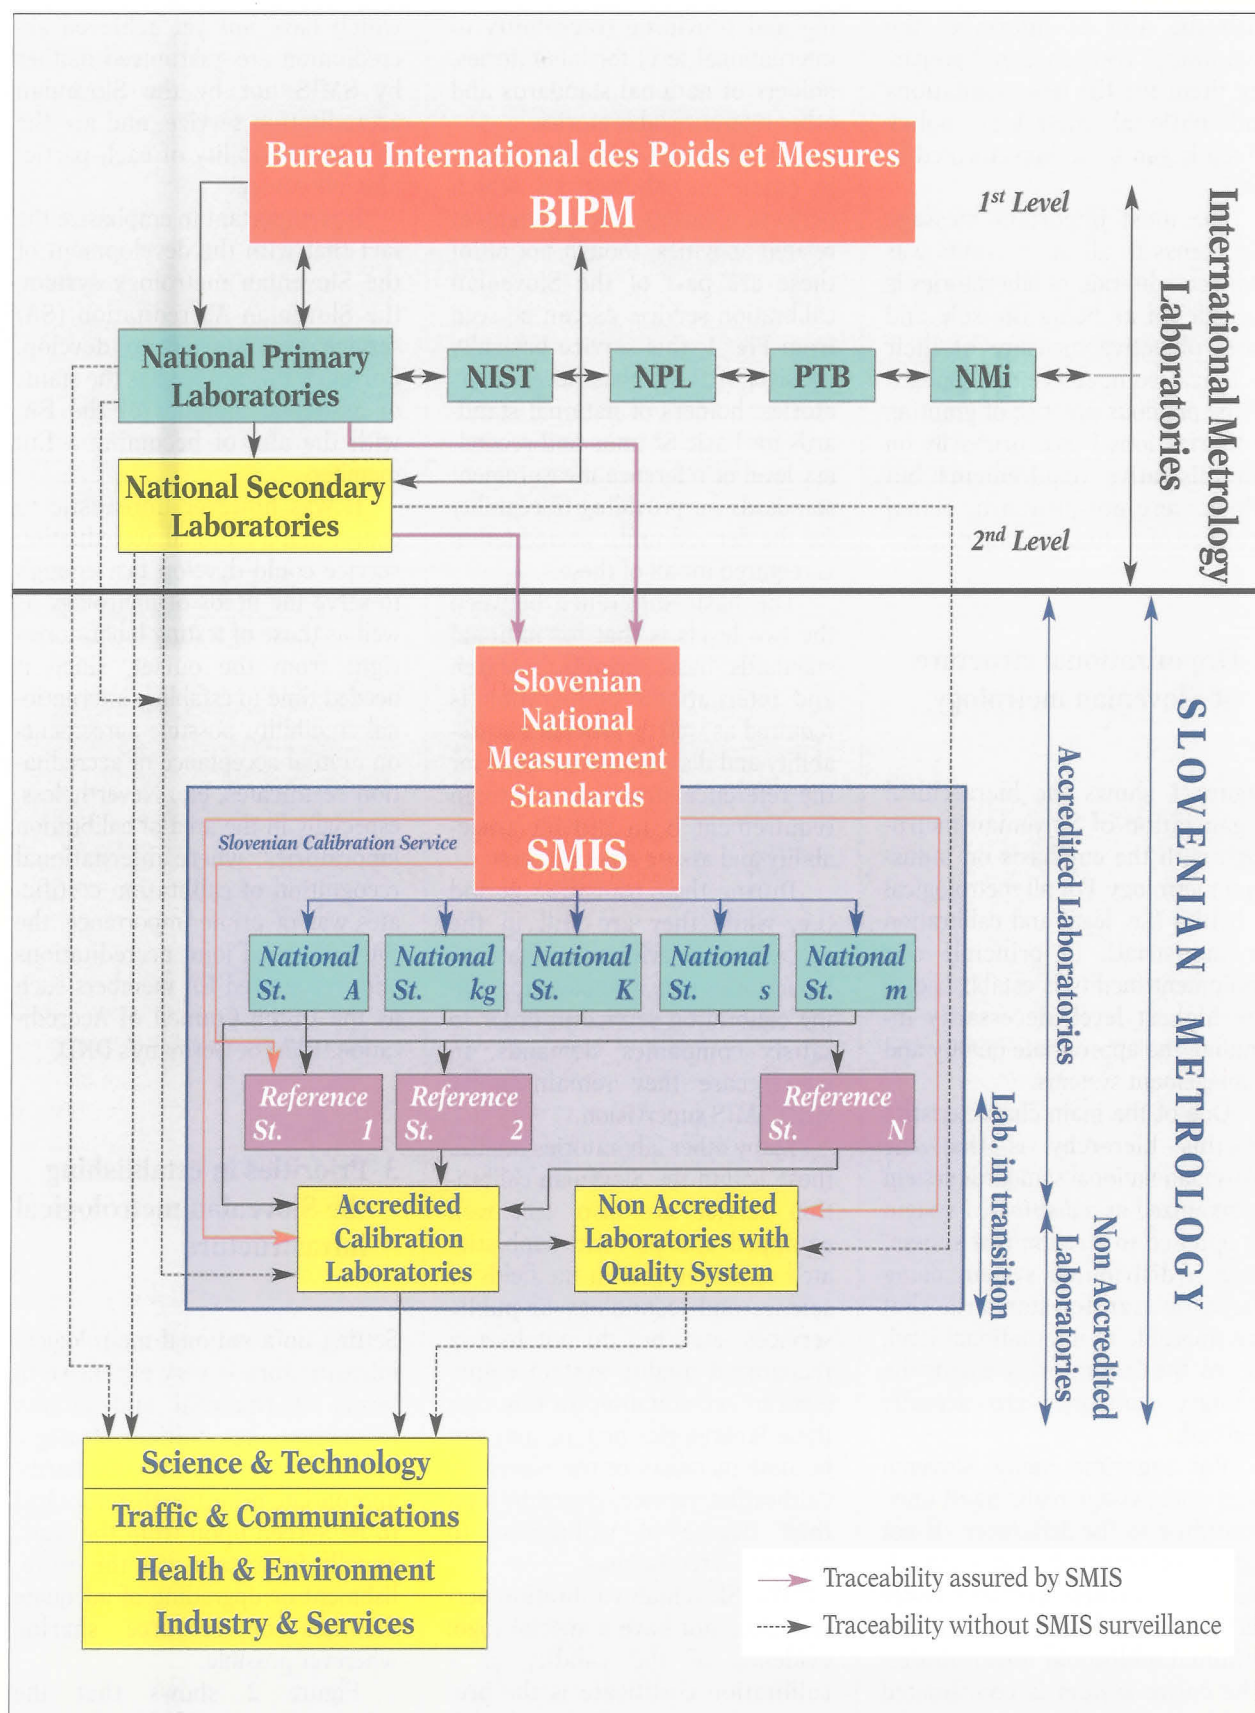 Bureau International des Poids et Mesures
BIPM
1st Level
International Metrology
Laboratories
National Primary
Laboratories
NIST
NPL
PTB
NMi
National Secondary
Laboratories
2nd Level
Slovenian
National
Measurement
Standards
SMIS
Slovenian Calibration Service
National
St. A
National
St. kg
National
St. K
National
St. s
National
St. m
Reference
St. 1
Reference
St. 2
Reference
St. N
Accredited
Calibration
Laboratories
Non Accredited
Laboratories with
Quality System
SLOVENIAN METROLOGY
Accredited Laboratories
Lab. in transition
Non Accredited
Laboratories
Science & Technology
Traffic & Communications
Health & Environment
Industry & Services
Traceability assured by SMIS
Traceability without SMIS surveillance